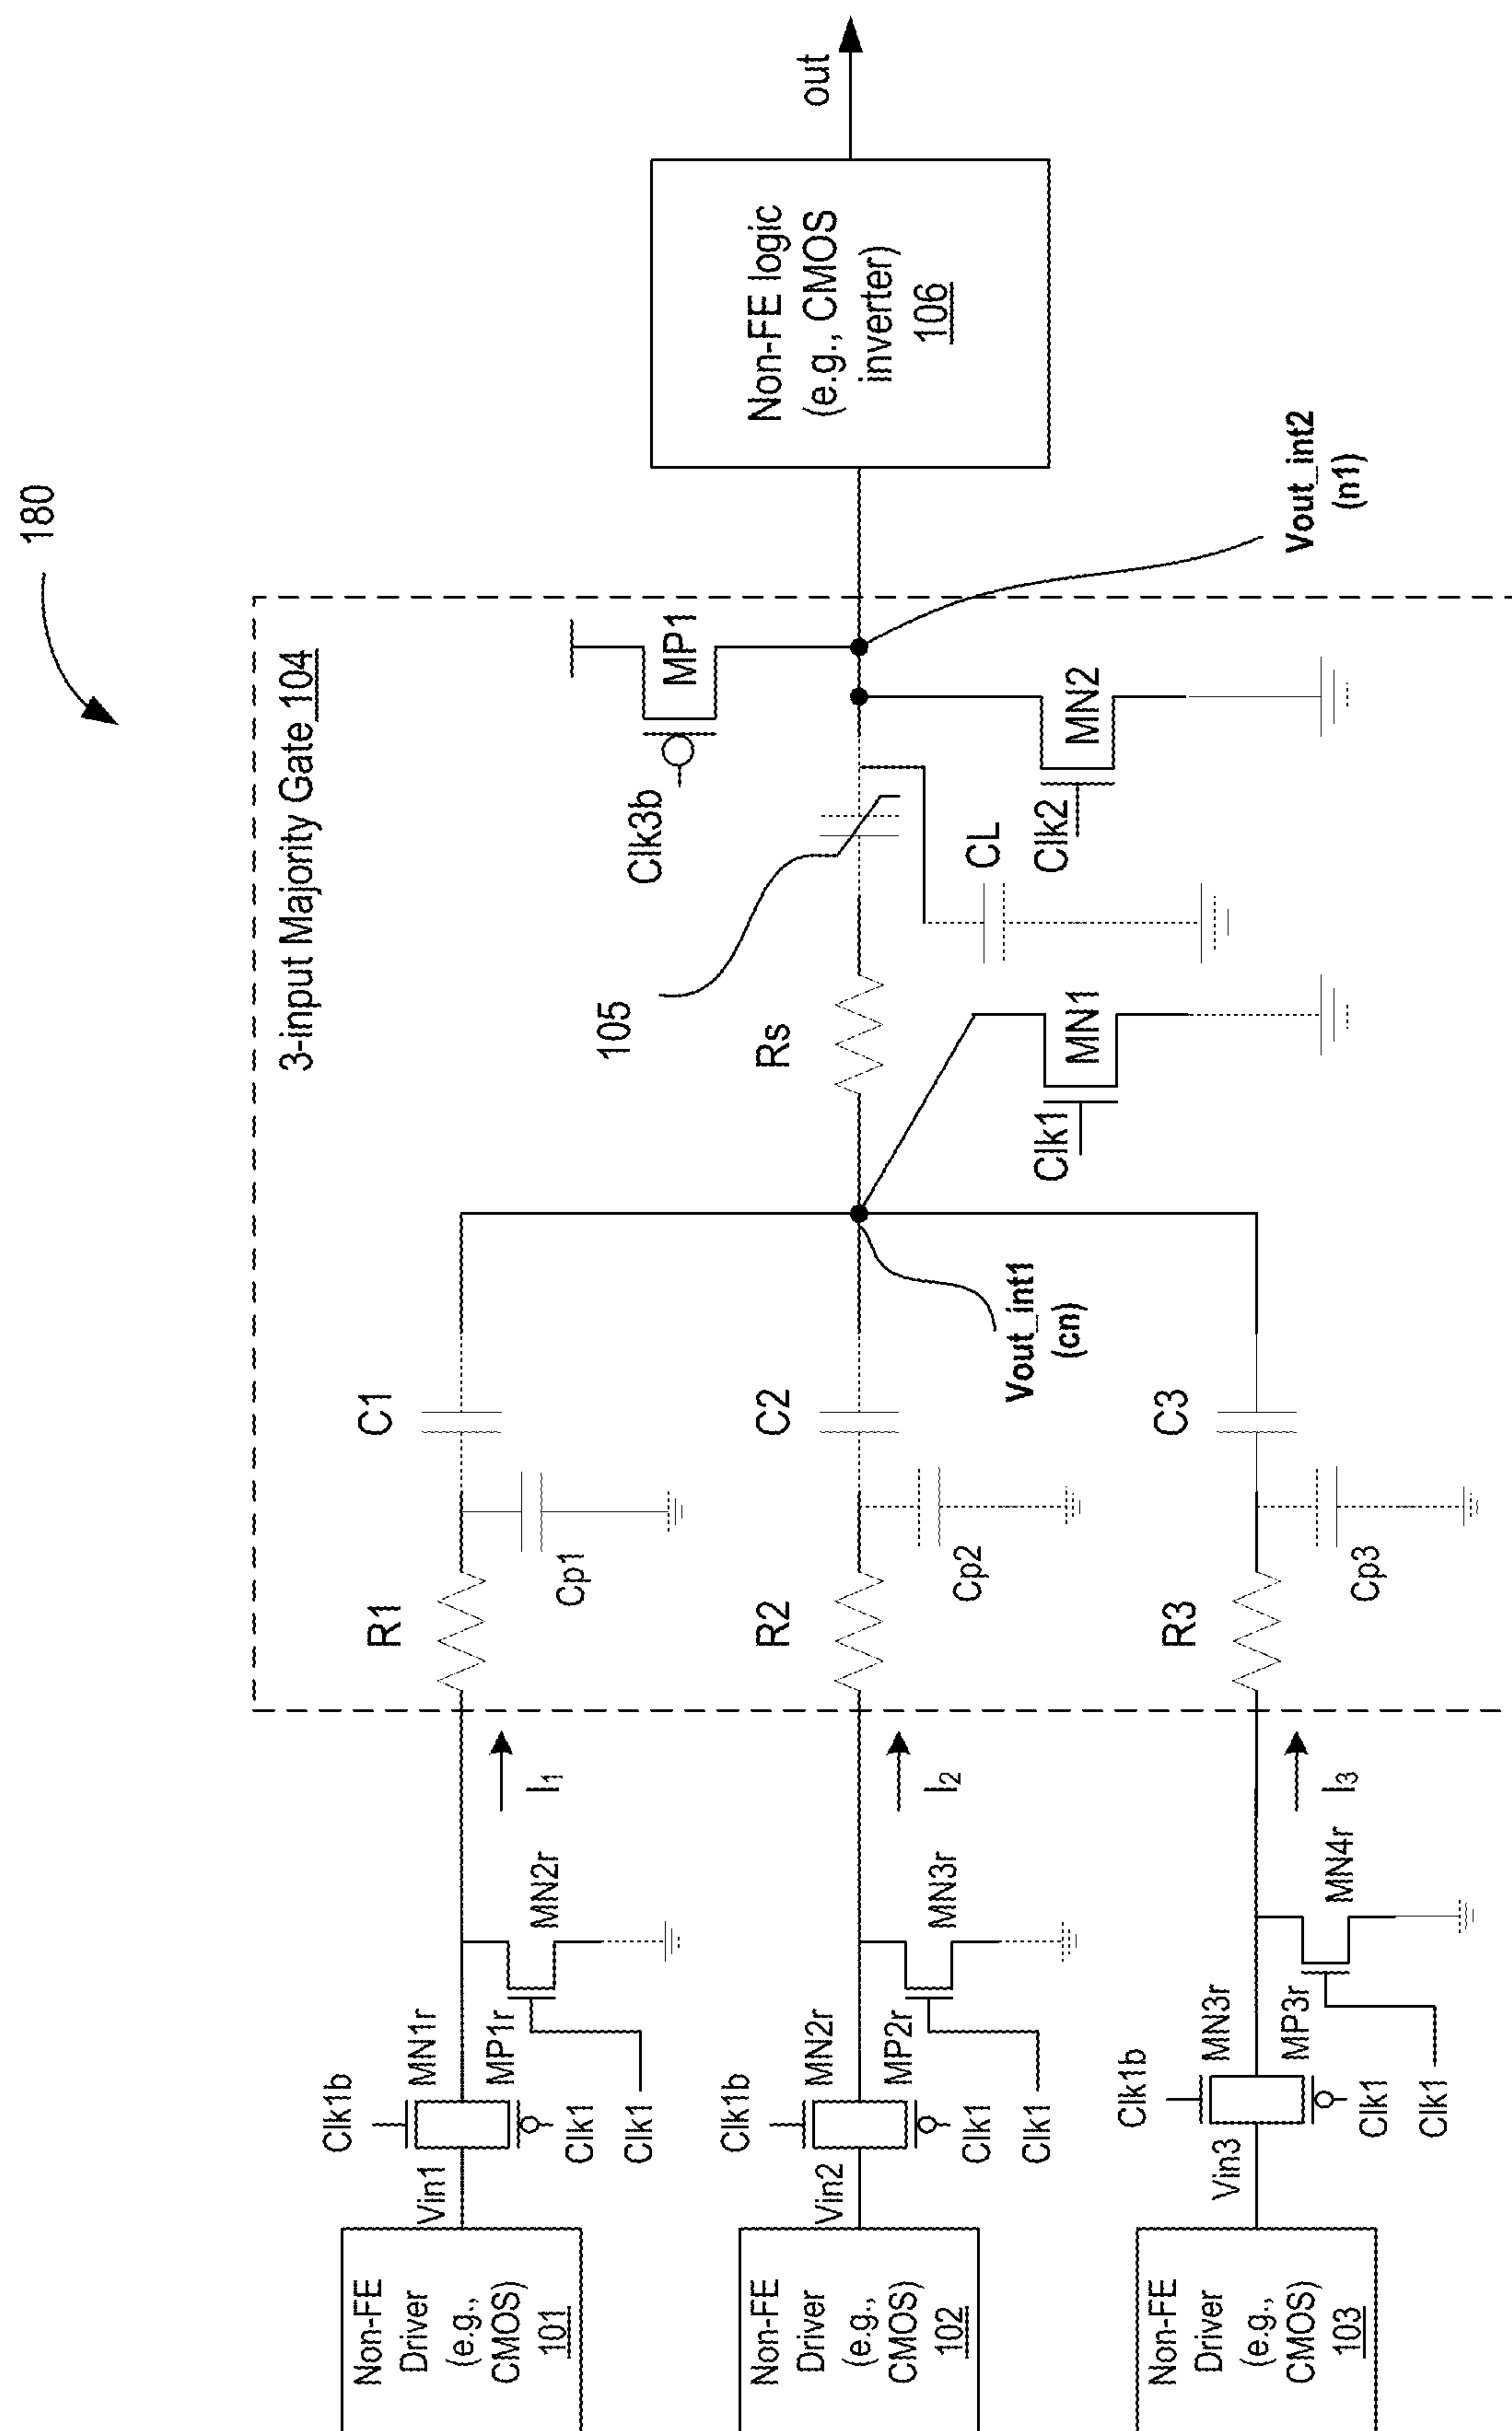 180
3-input Majority Gate 104
Non-FE
Driver
(e.g.,
CMOS)
101
Vin1
Clk1b
MN1r
MP1r
Clk1
Clk1
MN2r
I1
R1
Cp1
C1
Non-FE
Driver
(e.g.,
CMOS)
102
Vin2
Clk1b
MN2r
MP2r
Clk1
Clk1
MN3r
I2
R2
Cp2
C2
Non-FE
Driver
(e.g.,
CMOS)
103
Vin3
Clk1b
MN3r
MP3r
Clk1
Clk1
MN4r
I3
R3
Cp3
C3
Vout_int1
(cn)
Rs
105
Clk1
MN1
CL
Clk3b
MP1
Clk2
MN2
Vout_int2
(n1)
Non-FE logic
(e.g., CMOS
inverter)
106
out